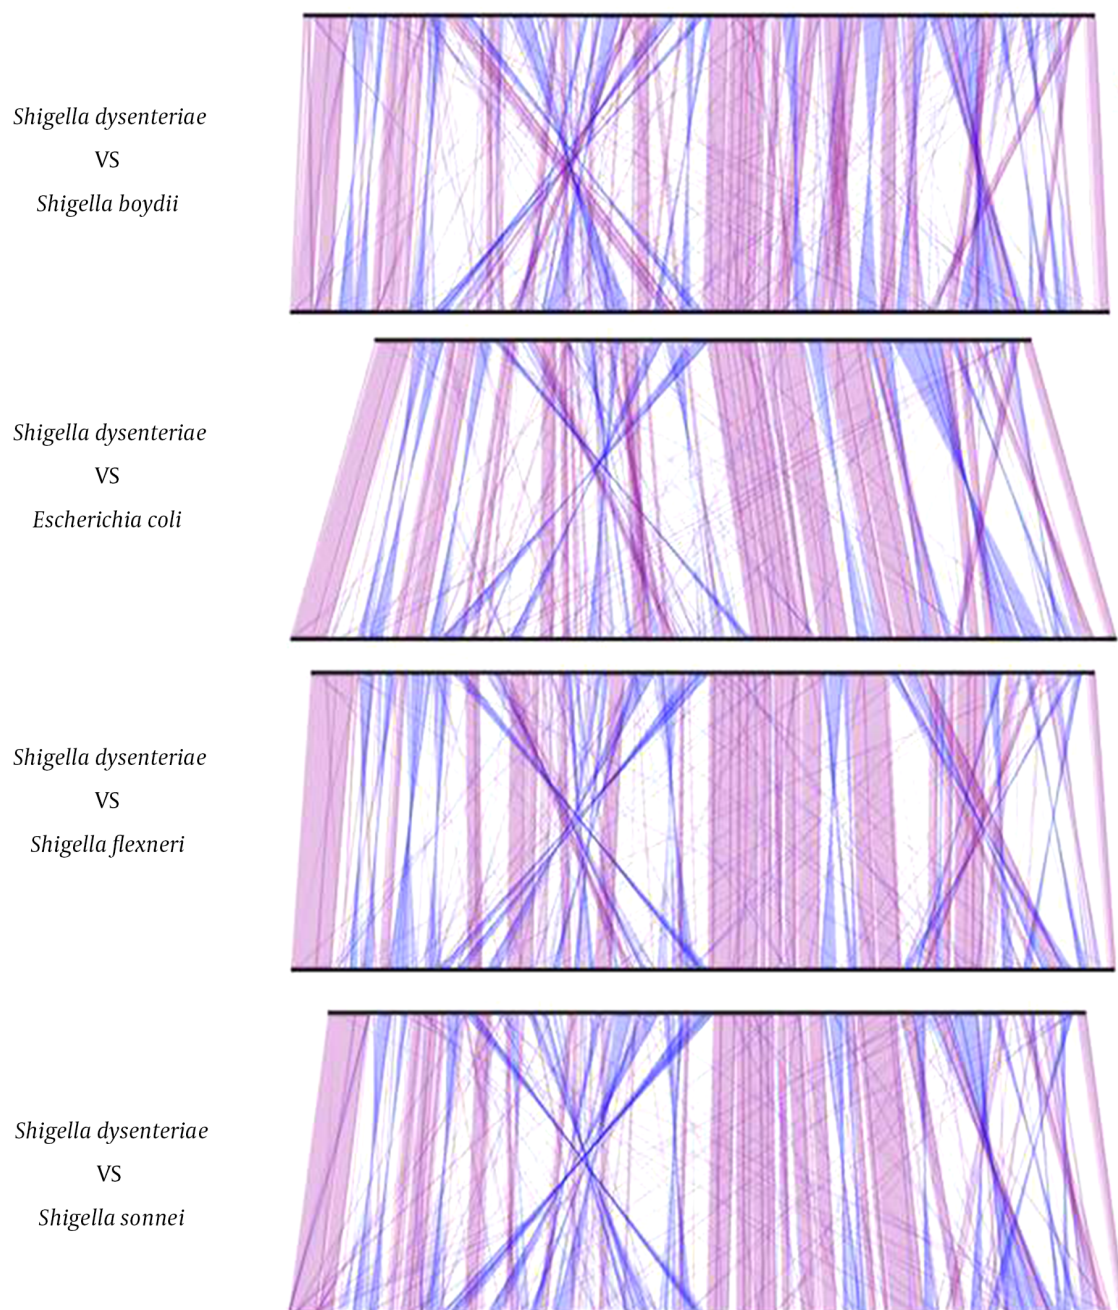 Shigella dysenteriae
VS
Shigella boydii
Shigella dysenteriae
VS
Escherichia coli
Shigella dysenteriae
VS
Shigella flexneri
Shigella dysenteriae
VS
Shigella sonnei